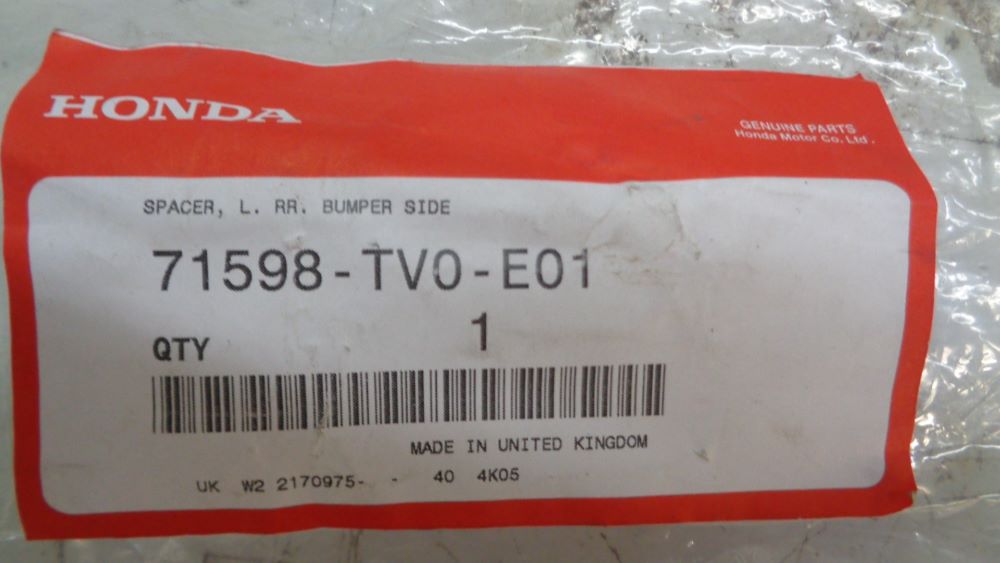 HONDA
GENUINE PARTS
Honda Motor Co., Ltd.
SPACER, L. RR. BUMPER SIDE
71598-TV0-E01
QTY 1
MADE IN UNITED KINGDOM
UK W2 2170975- - 40 4K05